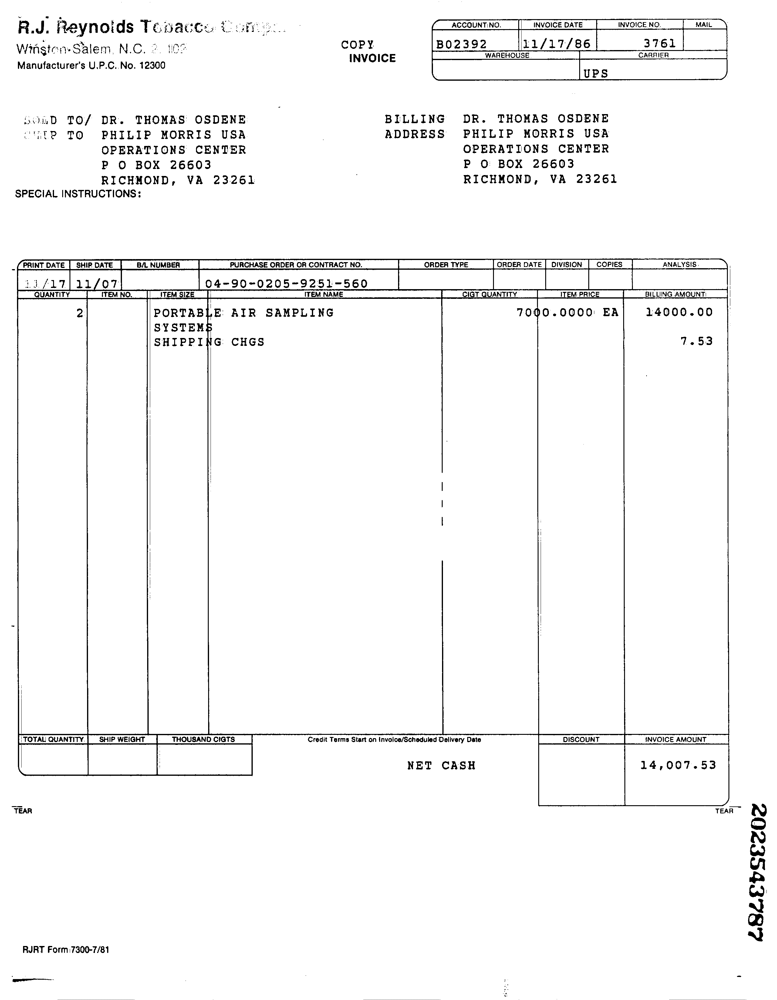 R.J. Reynolds Tobacco
Winston-Salem, N.C.
Manufacturer's U.P.C. No. 12300
COPY
INVOICE
ACCOUNT NO. INVOICE DATE INVOICE NO. MAIL
B02392 11/17/86 3761
WAREHOUSE CARRIER
UPS
TO/ DR. THOMAS OSDENE
TO PHILIP MORRIS USA
OPERATIONS CENTER
P O BOX 26603
RICHMOND, VA 23261
BILLING DR. THOMAS OSDENE
ADDRESS PHILIP MORRIS USA
OPERATIONS CENTER
P O BOX 26603
RICHMOND, VA 23261
SPECIAL INSTRUCTIONS:
PRINT DATE SHIP DATE B/L NUMBER PURCHASE ORDER OR CONTRACT NO. ORDER TYPE ORDER DATE DIVISION COPIES ANALYSIS
11/17 11/07 04-90-0205-9251-560
QUANTITY ITEM NO. ITEM SIZE ITEM NAME CIGT QUANTITY ITEM PRICE BILLING AMOUNT
2 PORTABLE AIR SAMPLING 7000.0000 EA 14000.00
SYSTEMS
SHIPPING CHGS 7.53
TOTAL QUANTITY SHIP WEIGHT THOUSAND CIGTS Credit Terms Start on Invoice/Scheduled Delivery Date DISCOUNT INVOICE AMOUNT
NET CASH 14,007.53
TEAR TEAR
2023543787
RJRT Form 7300-7/81